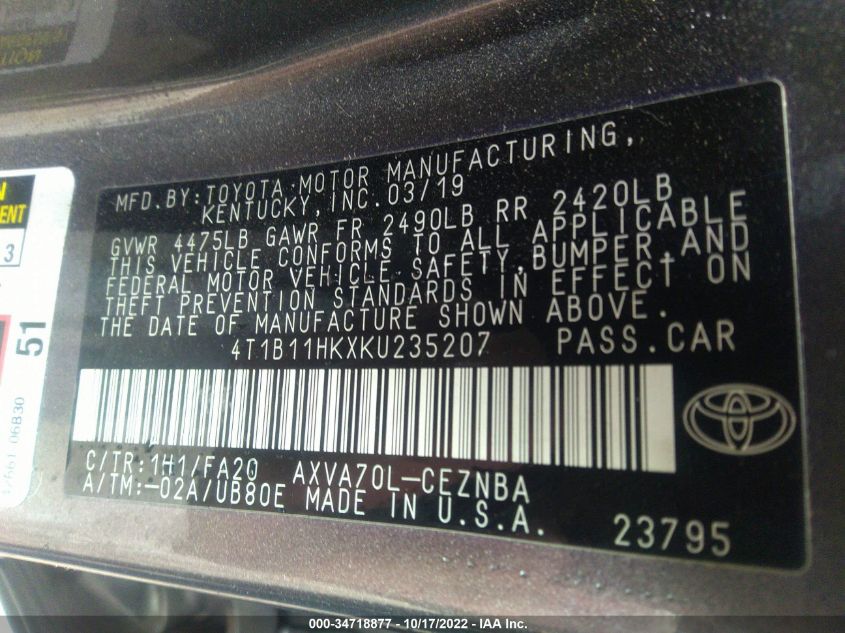 MFD.BY:TOYOTA MOTOR MANUFACTURING,
KENTUCKY,INC. 03/19
GVWR 4475LB GAWR FR 2490LB RR 2420LB
THIS VEHICLE CONFORMS TO ALL APPLICABLE
FEDERAL MOTOR VEHICLE SAFETY,BUMPER,AND
THEFT PREVENTION STANDARDS IN EFFECT ON
THE DATE OF MANUFACTURE SHOWN ABOVE.
4T1B11HKXKU235207 PASS.CAR
C/TR:1H1/FA20 AXVA70L-CEZNBA
A/TM:-02A/UB80E MADE IN U.S.A.
23795
3
51
06B30
000-34718877 - 10/17/2022 - IAA Inc.